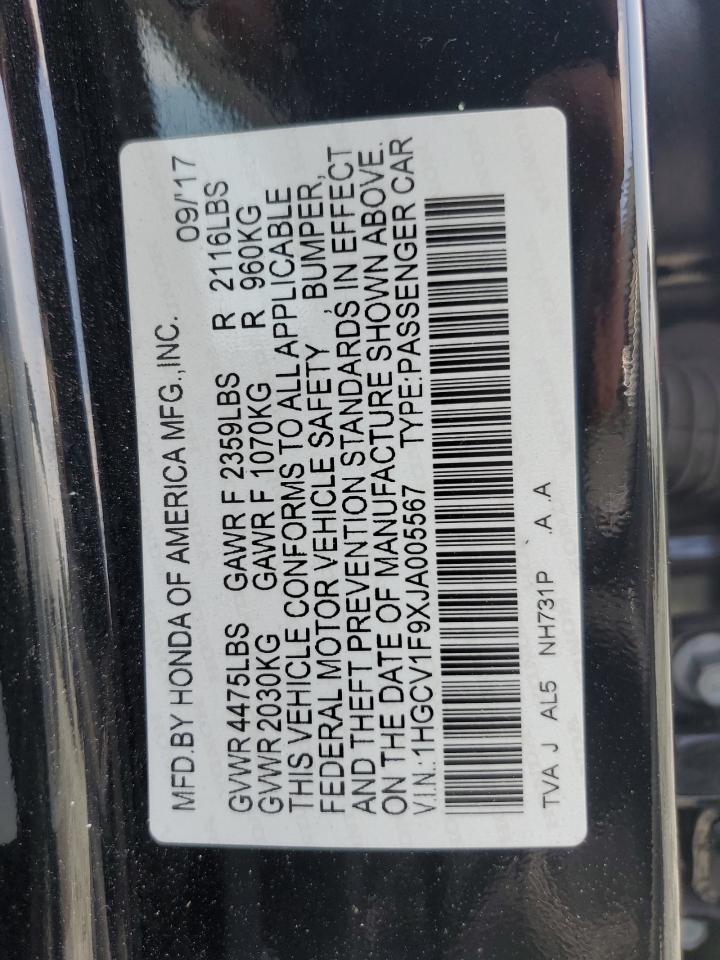 MFD.BY HONDA OF AMERICA MFG.,INC. 09/'17
GVWR 4475LBS GAWR F 2359LBS R 2116LBS
GVWR 2030KG GAWR F 1070KG R 960KG
THIS VEHICLE CONFORMS TO ALL APPLICABLE
FEDERAL MOTOR VEHICLE SAFETY , BUMPER,
AND THEFT PREVENTION STANDARDS IN EFFECT
ON THE DATE OF MANUFACTURE SHOWN ABOVE.
V.I.N.:1HGCV1F9XJA005567 TYPE:PASSENGER CAR
TVA J AL5 NH731P .A .A